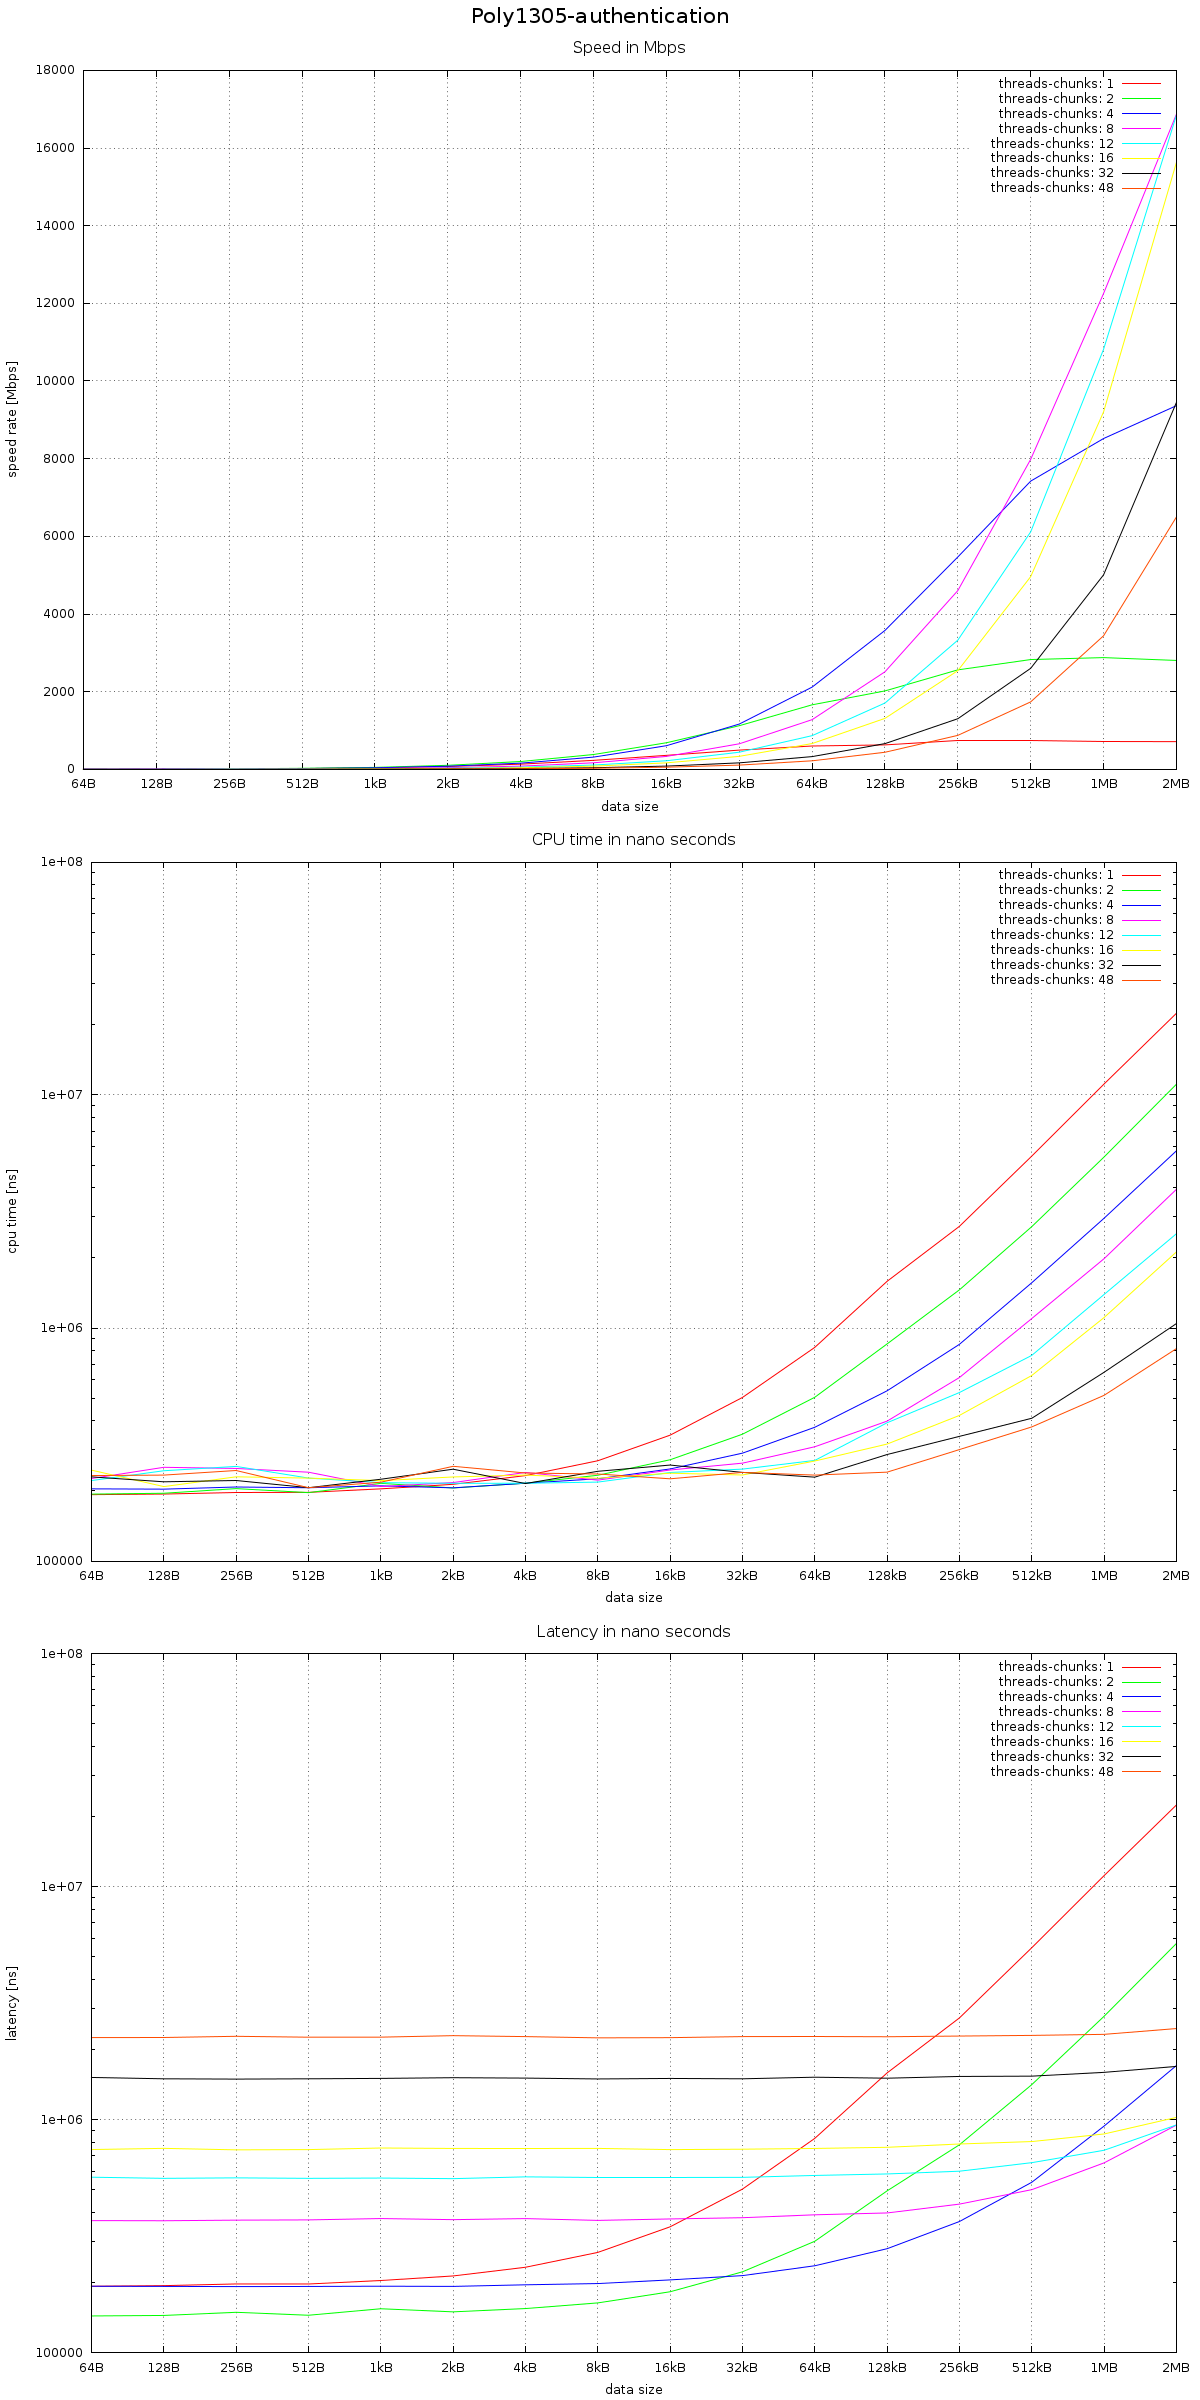 Poly1305-authentication
Speed in Mbps
18000
16000
14000
12000
10000
8000
6000
4000
2000
0
speed rate [Mbps]
threads-chunks: 1
threads-chunks: 2
threads-chunks: 4
threads-chunks: 8
threads-chunks: 12
threads-chunks: 16
threads-chunks: 32
threads-chunks: 48
64B 128B 256B 512B 1kB 2kB 4kB 8kB 16kB 32kB 64kB 128kB 256kB 512kB 1MB 2MB
data size
CPU time in nano seconds
1e+08
1e+07
1e+06
100000
cpu time [ns]
threads-chunks: 1
threads-chunks: 2
threads-chunks: 4
threads-chunks: 8
threads-chunks: 12
threads-chunks: 16
threads-chunks: 32
threads-chunks: 48
64B 128B 256B 512B 1kB 2kB 4kB 8kB 16kB 32kB 64kB 128kB 256kB 512kB 1MB 2MB
data size
Latency in nano seconds
1e+08
1e+07
1e+06
100000
latency [ns]
threads-chunks: 1
threads-chunks: 2
threads-chunks: 4
threads-chunks: 8
threads-chunks: 12
threads-chunks: 16
threads-chunks: 32
threads-chunks: 48
64B 128B 256B 512B 1kB 2kB 4kB 8kB 16kB 32kB 64kB 128kB 256kB 512kB 1MB 2MB
data size